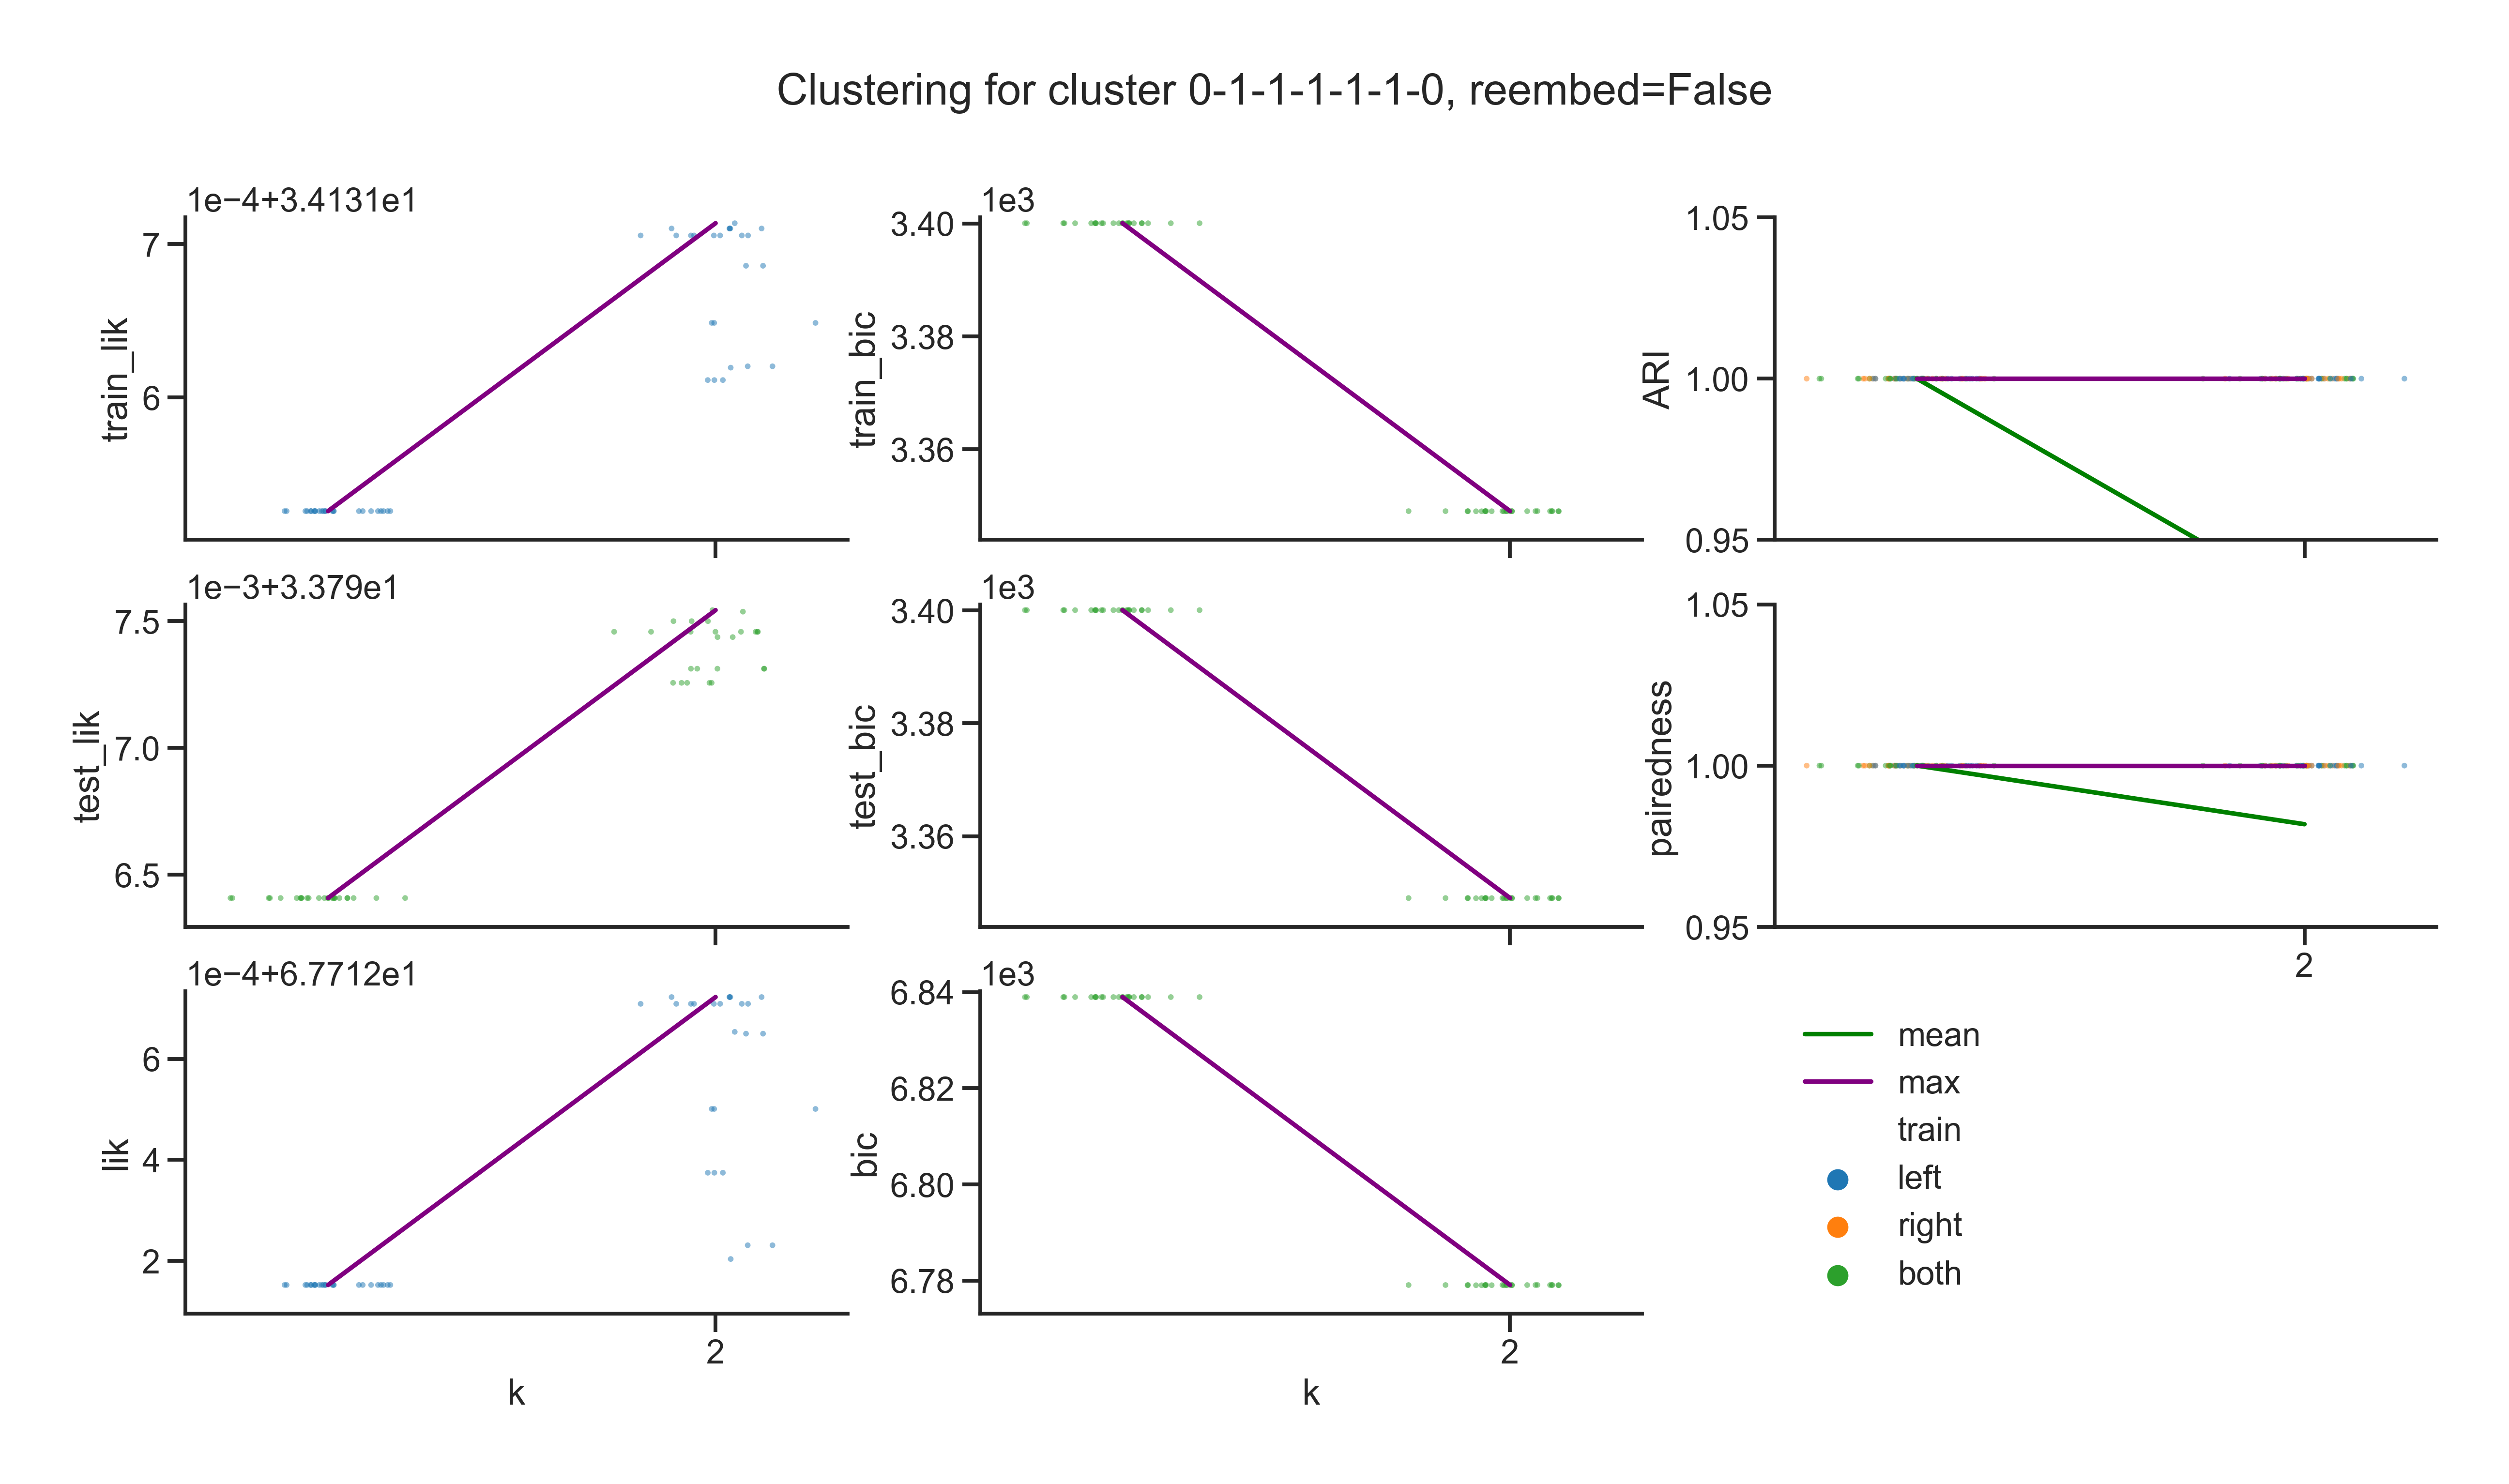 Clustering for cluster 0-1-1-1-1-1-0, reembed=False
1e−4+3.4131e1
7
6
train_lik
1e3
3.40
3.38
3.36
train_bic
1.05
1.00
0.95
ARI
1e−3+3.379e1
7.5
7.0
6.5
test_lik
1e3
3.40
3.38
3.36
test_bic
1.05
1.00
0.95
pairedness
2
1e−4+6.7712e1
6
4
2
lik
2
k
1e3
6.84
6.82
6.80
6.78
bic
2
k
mean
max
train
left
right
both